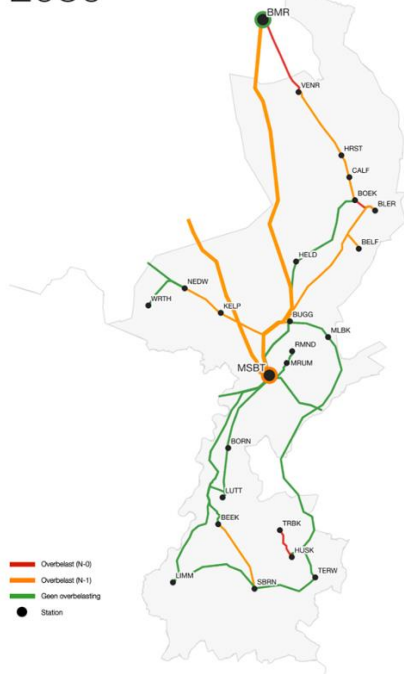 BMR
VENR
HRST
CALF
BOEK
BLER
BELF
HELD
NEDW
WRTH
KELP
BUGG
MLBK
RMND
MRUM
MSBT
BORN
LUTT
BEEK
TRBK
HUSK
LIMM
SBRN
TERW
Overbelast (N-0)
Overbelast (N-1)
Geen overbelasting
Station